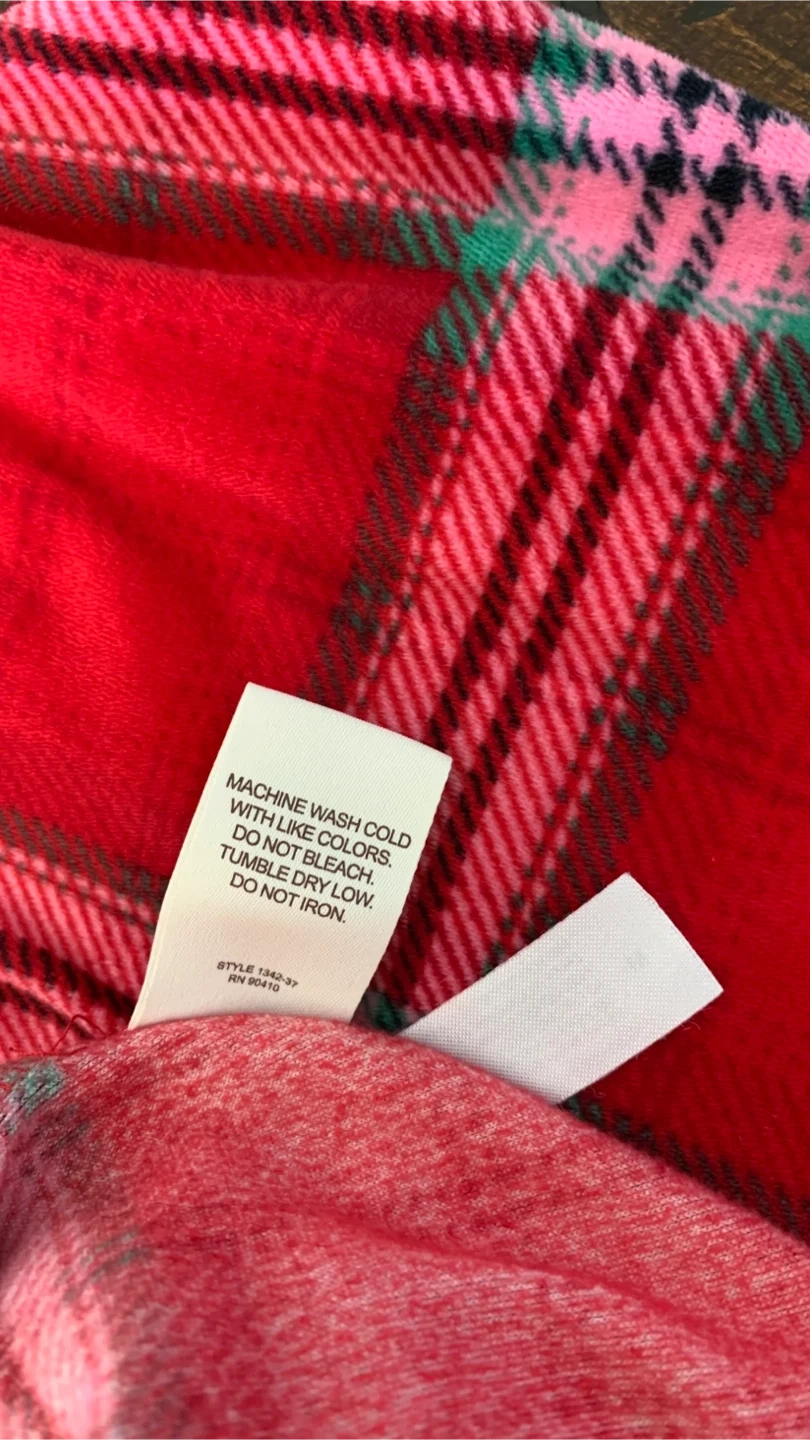 MACHINE WASH COLD
WITH LIKE COLORS.
DO NOT BLEACH.
TUMBLE DRY LOW.
DO NOT IRON.
STYLE 1342-37
RN 90410